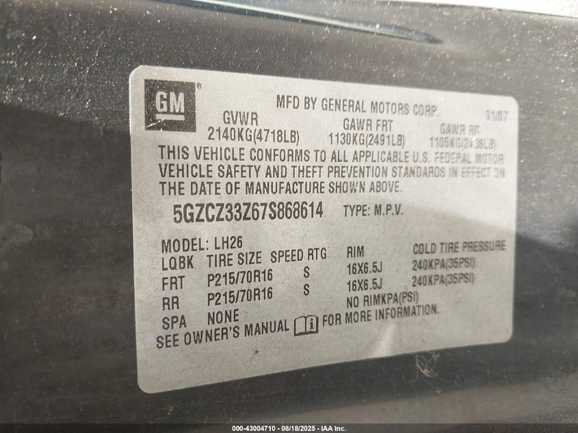 GM
MFD BY GENERAL MOTORS CORP.
GVWR GAWR FRT GAWR RR
2140KG(4718LB) 1130KG(2491LB) 1105KG(2436LB)
THIS VEHICLE CONFORMS TO ALL APPLICABLE U.S. FEDERAL MOTOR
VEHICLE SAFETY AND THEFT PREVENTION STANDARDS IN EFFECT ON
THE DATE OF MANUFACTURE SHOWN ABOVE.
5GZCZ33Z67S868614 TYPE: M.P.V.
MODEL: LH26
LQBK TIRE SIZE SPEED RTG RIM COLD TIRE PRESSURE
FRT P215/70R16 S 16X6.5J 240KPA(35PSI)
RR P215/70R16 S 16X6.5J 240KPA(35PSI)
SPA NONE NO RIMKPA(PSI)
SEE OWNER'S MANUAL FOR MORE INFORMATION.
000-43004710 - 08/18/2025 - IAA Inc.